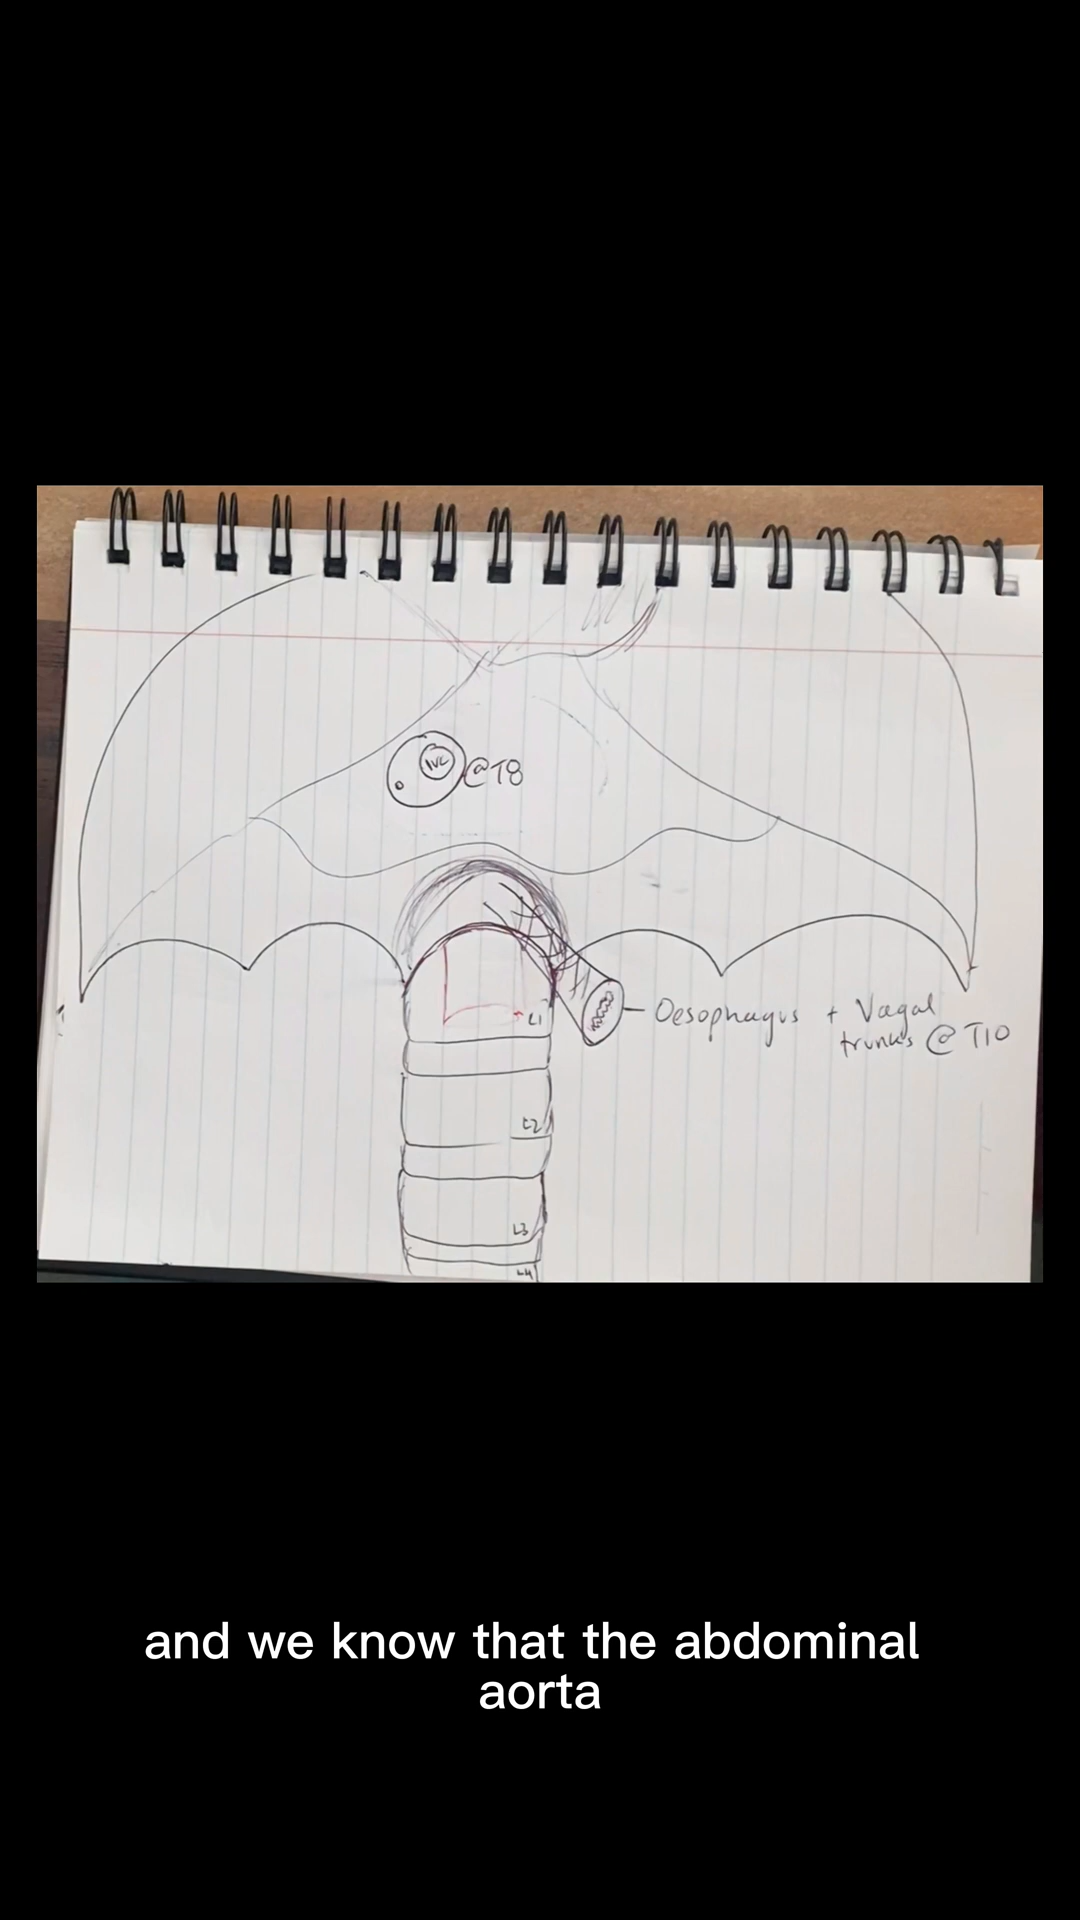 IVC
@T8
L1
Oesophagus + Vagal
trunks @ T10
L2
L3
L4
and we know that the abdominal
aorta